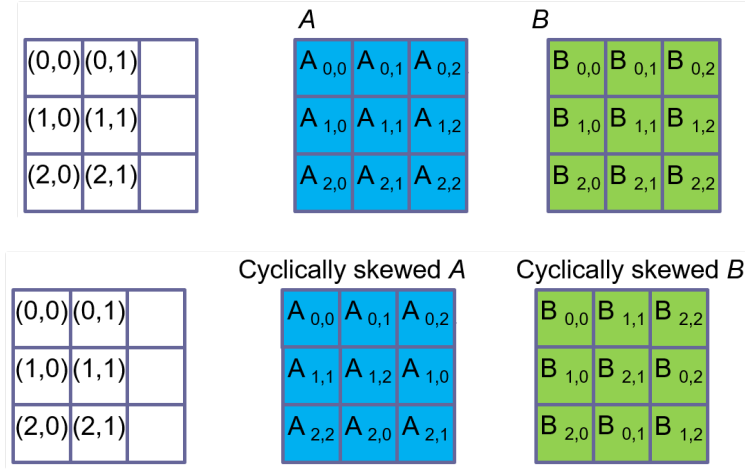 A B
(0,0) (0,1) A 0,0 A 0,1 A 0,2 B 0,0 B 0,1 B 0,2
(1,0) (1,1) A 1,0 A 1,1 A 1,2 B 1,0 B 1,1 B 1,2
(2,0) (2,1) A 2,0 A 2,1 A 2,2 B 2,0 B 2,1 B 2,2
Cyclically skewed A Cyclically skewed B
(0,0) (0,1) A 0,0 A 0,1 A 0,2 B 0,0 B 1,1 B 2,2
(1,0) (1,1) A 1,1 A 1,2 A 1,0 B 1,0 B 2,1 B 0,2
(2,0) (2,1) A 2,2 A 2,0 A 2,1 B 2,0 B 0,1 B 1,2